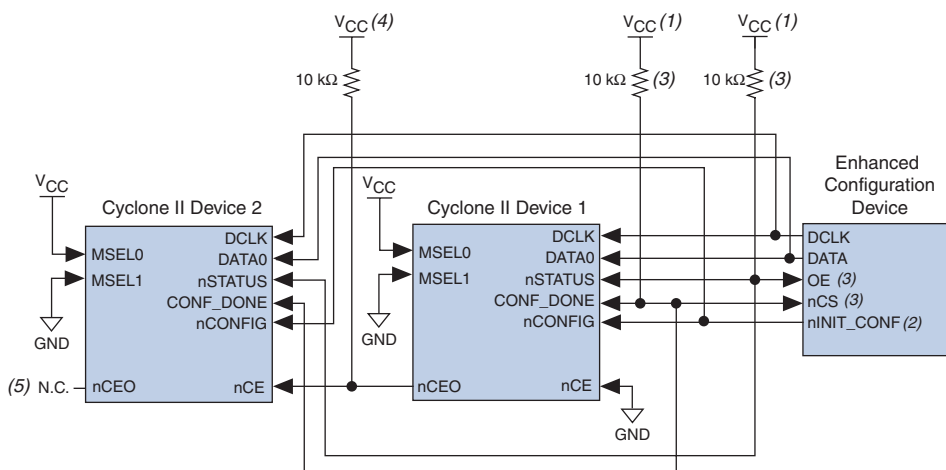 VCC (4)
VCC (1)
VCC (1)
10 kΩ
10 kΩ (3)
10 kΩ (3)
VCC
Cyclone II Device 2
MSEL0
MSEL1
GND
DCLK
DATA0
nSTATUS
CONF_DONE
nCONFIG
(5) N.C.
nCEO
nCE
VCC
Cyclone II Device 1
MSEL0
MSEL1
GND
DCLK
DATA0
nSTATUS
CONF_DONE
nCONFIG
nCEO
nCE
GND
Enhanced
Configuration
Device
DCLK
DATA
OE (3)
nCS (3)
nINIT_CONF (2)